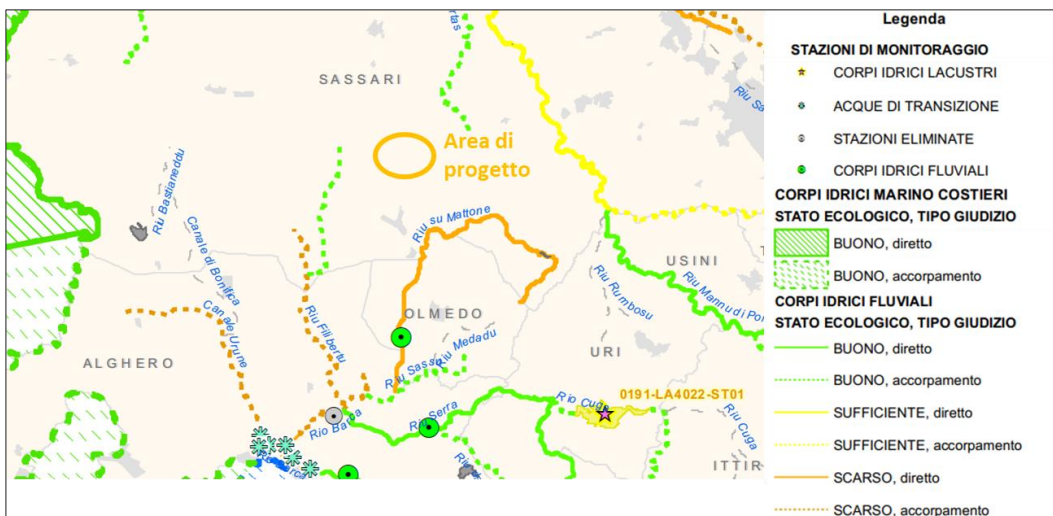 SASSARI
Area di
progetto
Riu Bastianeddu
Canale di Bonifica
Riu su Mattone
USINI
Canale Urune
Riu Filibertu
OLMEDO
Riu Rumbosu
Riu Mannu di Por
ALGHERO
Riu Sassu
Riu Medadu
URI
0191-LA4022-ST01
Rio Cuga
Riu Cuga
Rio Barca
Rio Serra
ITTIR
Legenda
STAZIONI DI MONITORAGGIO
CORPI IDRICI LACUSTRI
ACQUE DI TRANSIZIONE
STAZIONI ELIMINATE
CORPI IDRICI FLUVIALI
CORPI IDRICI MARINO COSTIERI
STATO ECOLOGICO, TIPO GIUDIZIO
BUONO, diretto
BUONO, accorpamento
CORPI IDRICI FLUVIALI
STATO ECOLOGICO, TIPO GIUDIZIO
BUONO, diretto
BUONO, accorpamento
SUFFICIENTE, diretto
SUFFICIENTE, accorpamento
SCARSO, diretto
SCARSO, accorpamento